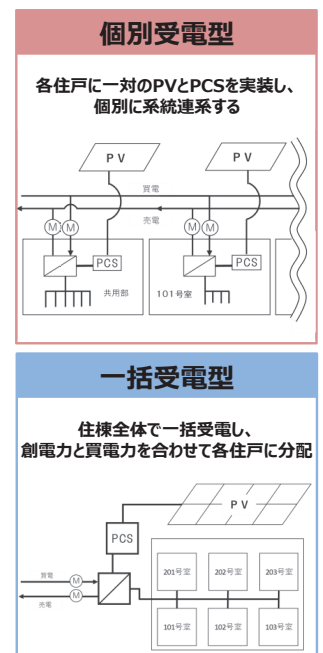 個別受電型
各住戸に一対のPVとPCSを実装し、
個別に系統連系する
PV
PV
買電
売電
M
M
M
M
PCS
PCS
共用部
101号室
一括受電型
住棟全体で一括受電し、
創電力と買電力を合わせて各住戸に分配
PV
PCS
買電
M
売電
M
201号室
202号室
203号室
101号室
102号室
103号室